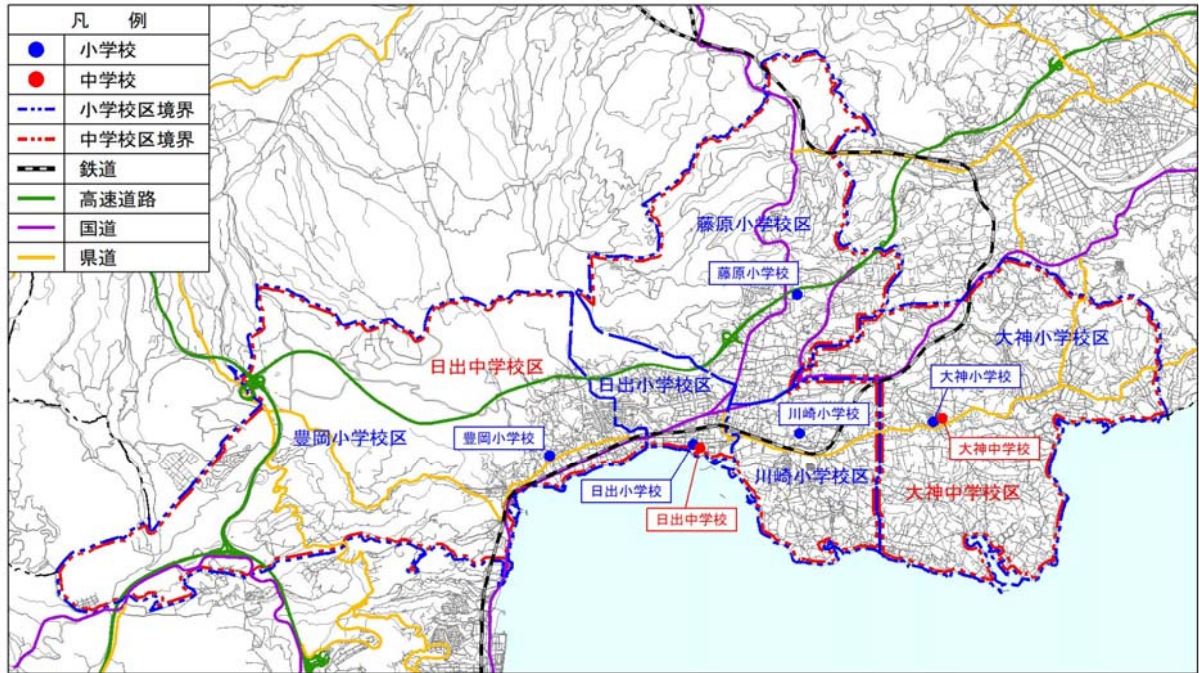 凡 例
小学校
中学校
小学校区境界
中学校区境界
鉄道
高速道路
国道
県道
藤原小学校区
藤原小学校
大神小学校区
日出中学校区
日出小学校区
大神小学校
川崎小学校
豊岡小学校区
豊岡小学校
大神中学校
川崎小学校区
日出小学校
大神中学校区
日出中学校